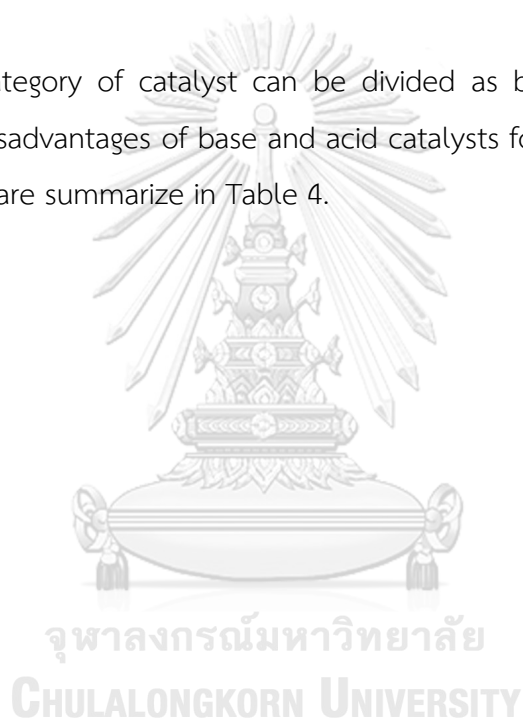 ategory of catalyst can be divided as b
sadvantages of base and acid catalysts fo
are summarize in Table 4.
จุฬาลงกรณ์มหาวิทยาลัย
CHULALONGKORN UNIVERSITY